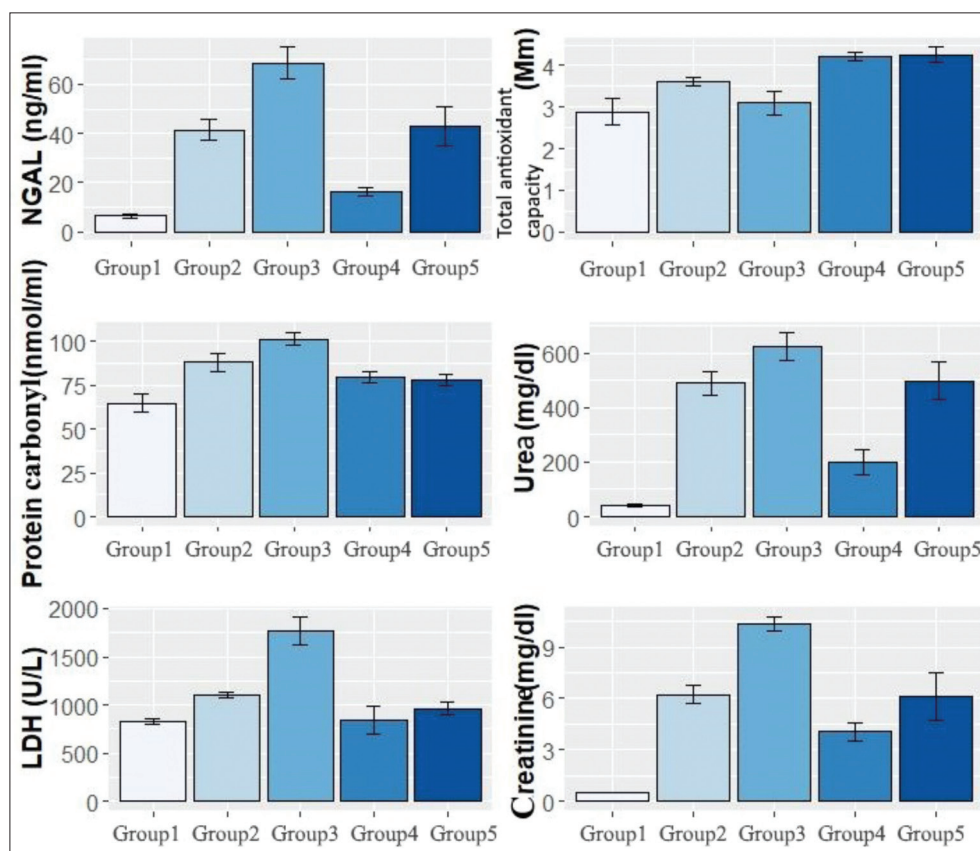 NGAL (ng/ml)
60
40
20
0
Group1 Group2 Group3 Group4 Group5
Total antioxidant
capacity
(Mm)
4
3
2
1
0
Group1 Group2 Group3 Group4 Group5
Protein carbonyl(nmol/ml)
100
75
50
25
0
Group1 Group2 Group3 Group4 Group5
Urea (mg/dl)
600
400
200
0
Group1 Group2 Group3 Group4 Group5
LDH (U/L)
2000
1500
1000
500
0
Group1 Group2 Group3 Group4 Group5
Creatinine(mg/dl)
9
6
3
0
Group1 Group2 Group3 Group4 Group5